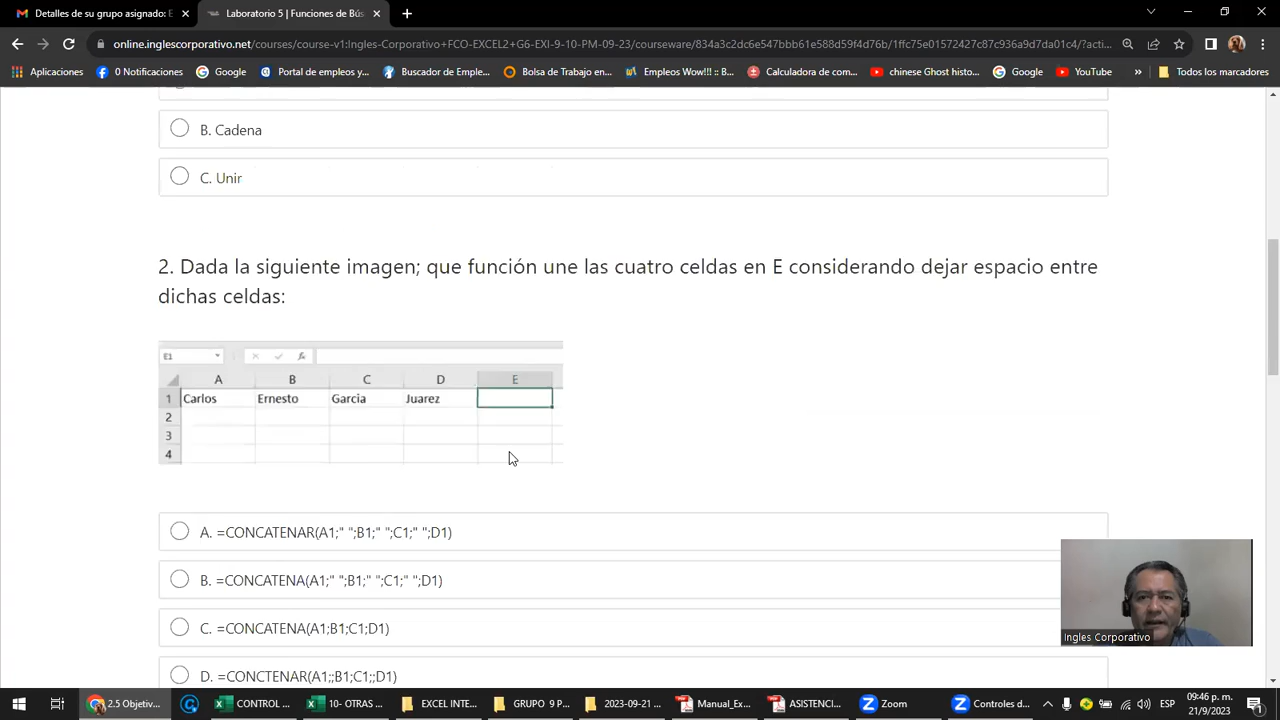 Detalles de su grupo asignado: E
Laboratorio 5 | Funciones de Bús
online.inglescorporativo.net/courses/course-v1:Ingles-Corporativo+FCO-EXCEL2+G6-EXI-9-10-PM-09-23/courseware/834a3c2dc6e547bbb61e588d59f4d76b/1ffc75e01572427c87c936a9d7da01c4/?acti...
Aplicaciones
0 Notificaciones
Google
Portal de empleos y...
Buscador de Emple...
Bolsa de Trabajo en...
Empleos Wow!!! :: B...
Calculadora de com...
chinese Ghost histo...
Google
YouTube
»
Todos los marcadores
B. Cadena
C. Unir
2. Dada la siguiente imagen; que función une las cuatro celdas en E considerando dejar espacio entre
dichas celdas:
E1 fx
A B C D E
1 Carlos Ernesto Garcia Juarez
2
3
4
A. =CONCATENAR(A1;" ";B1;" ";C1;" ";D1)
B. =CONCATENA(A1;" ";B1;" ";C1;" ";D1)
C. =CONCATENA(A1;B1;C1;D1)
D. =CONCTENAR(A1;;B1;C1;;D1)
Ingles Corporativo
2.5 Objetiv...
CONTROL ...
10- OTRAS ...
EXCEL INTE...
GRUPO 9 P...
2023-09-21 ...
Manual_Ex...
ASISTENCI...
Zoom
Controles d...
ESP
09:46 p. m.
21/9/2023